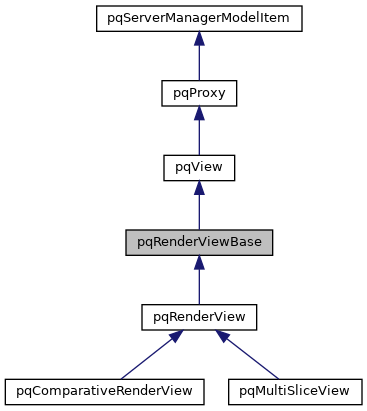 pqServerManagerModelItem
pqProxy
pqView
pqRenderViewBase
pqRenderView
pqComparativeRenderView
pqMultiSliceView